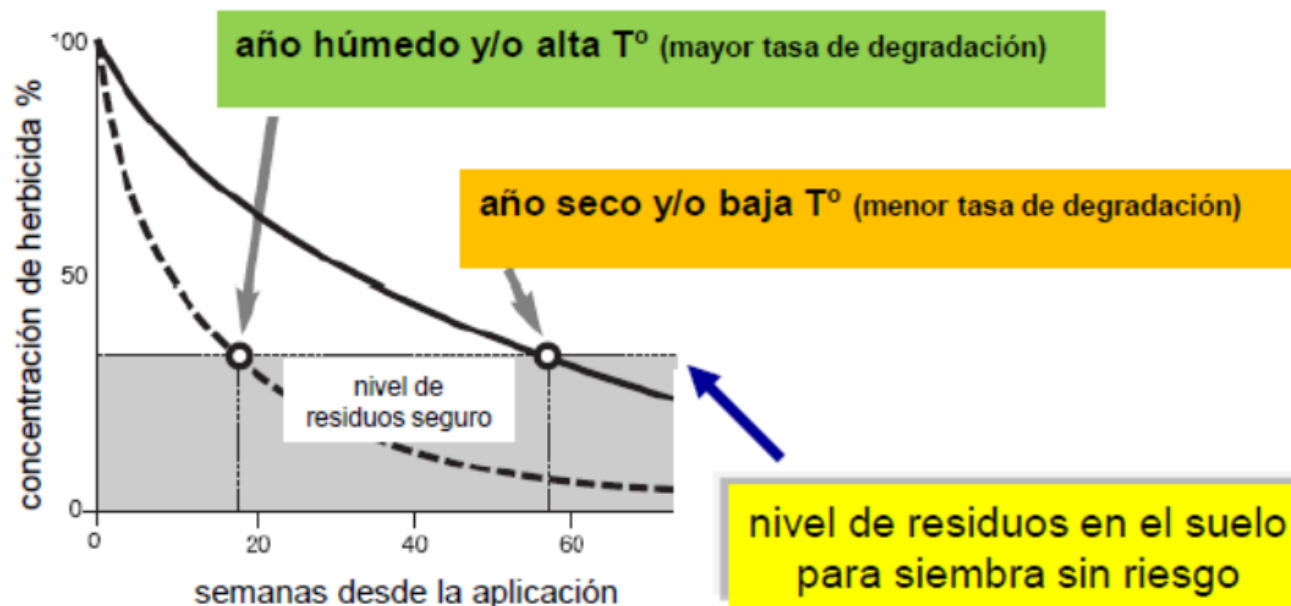 año húmedo y/o alta Tº (mayor tasa de degradación)
año seco y/o baja Tº (menor tasa de degradación)
concentración de herbicida %
100
50
0
nivel de
residuos seguro
0 20 40 60
semanas desde la aplicación
nivel de residuos en el suelo
para siembra sin riesgo